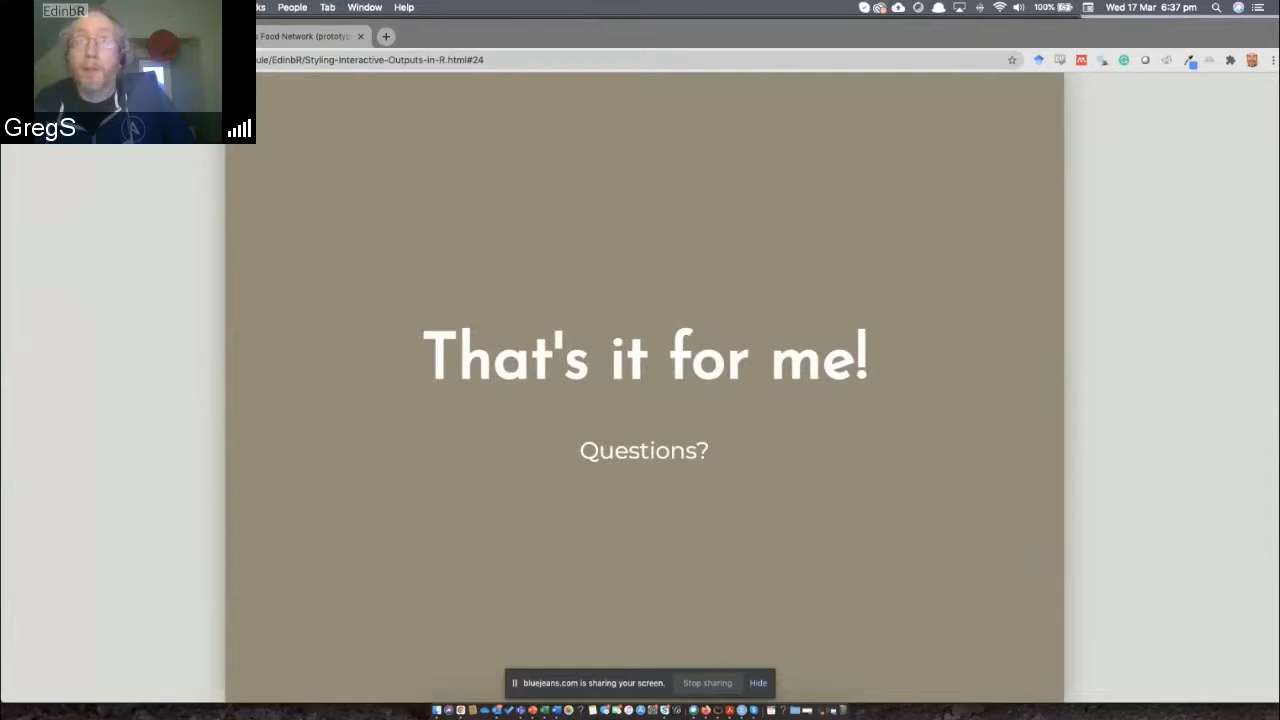 EdinbR
GregS
ks People Tab Window Help
100%
Wed 17 Mar 6:37 pm
s Food Network (prototyp
ule/EdinbR/Styling-Interactive-Outputs-in-R.html#24
That's it for me!
Questions?
bluejeans.com is sharing your screen. Stop sharing Hide